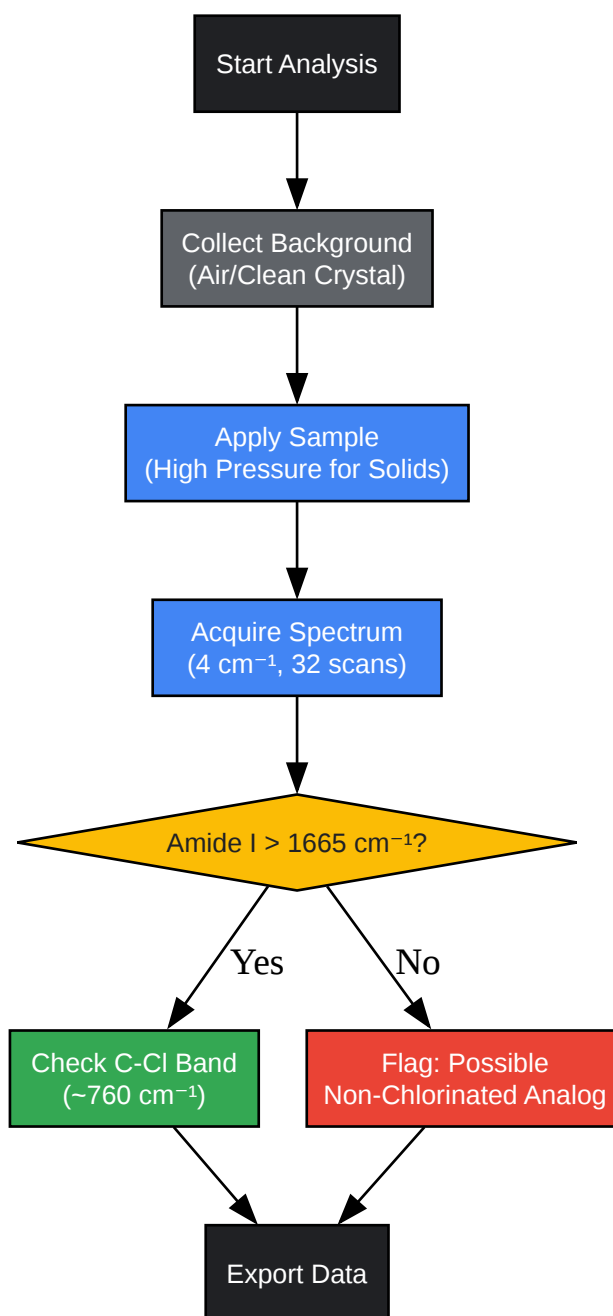 Start Analysis
Collect Background
(Air/Clean Crystal)
Apply Sample
(High Pressure for Solids)
Acquire Spectrum
(4 cm⁻¹, 32 scans)
Amide I > 1665 cm⁻¹?
Yes
No
Check C-Cl Band
(~760 cm⁻¹)
Flag: Possible
Non-Chlorinated Analog
Export Data